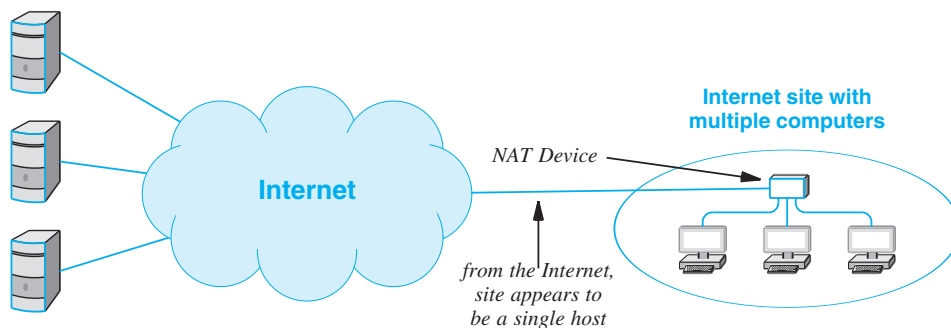 Internet site with
multiple computers
NAT Device
Internet
from the Internet,
site appears to
be a single host